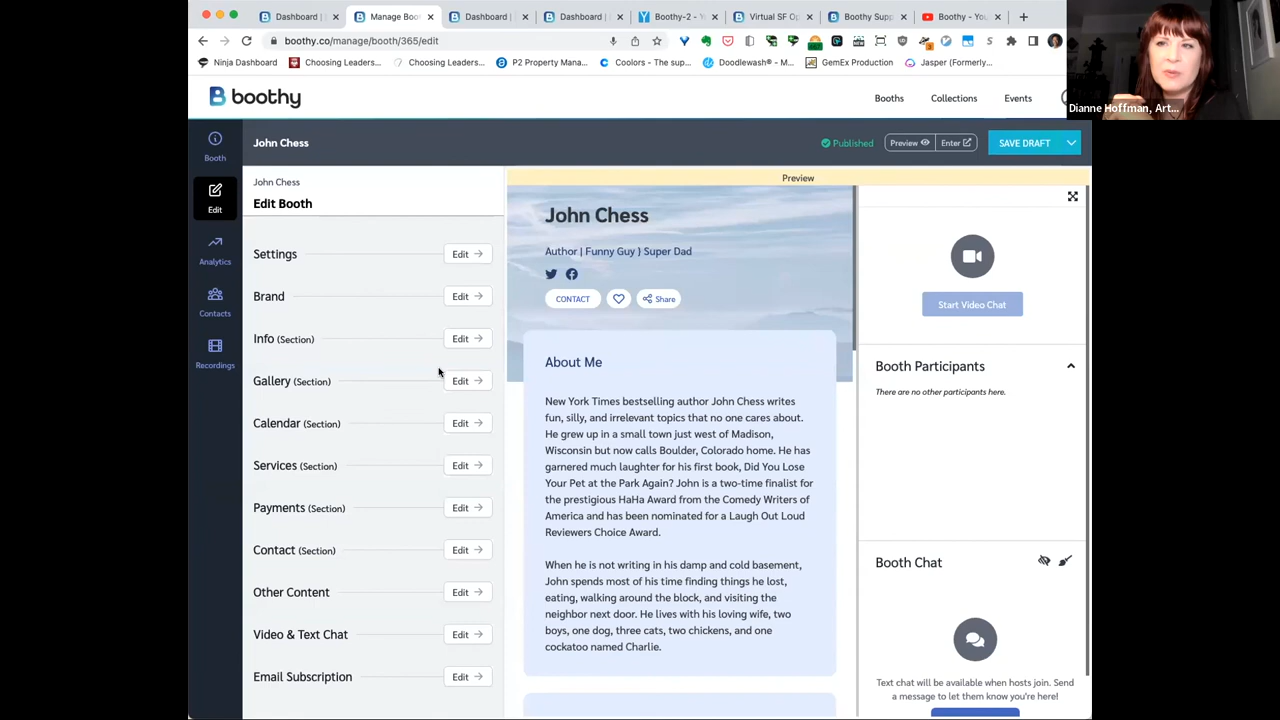 Dashboard |
Manage Boo
Dashboard |
Dashboard |
Boothy-2 - Y
Virtual SF Op
Boothy Supp
Boothy - You
boothy.co/manage/booth/365/edit
Ninja Dashboard
Choosing Leaders...
Choosing Leaders...
P2 Property Mana...
Coolors - The sup...
Doodlewash® - M...
GemEx Production
Jasper (Formerly...
Dianne Hoffman, Art...
boothy
Booths
Collections
Events
Booth
Edit
Analytics
Contacts
Recordings
John Chess
Published
Preview
Enter
SAVE DRAFT
John Chess
Edit Booth
Settings Edit
Brand Edit
Info (Section) Edit
Gallery (Section) Edit
Calendar (Section) Edit
Services (Section) Edit
Payments (Section) Edit
Contact (Section) Edit
Other Content Edit
Video & Text Chat Edit
Email Subscription Edit
Preview
John Chess
Author | Funny Guy } Super Dad
CONTACT
Share
About Me
New York Times bestselling author John Chess writes
fun, silly, and irrelevant topics that no one cares about.
He grew up in a small town just west of Madison,
Wisconsin but now calls Boulder, Colorado home. He has
garnered much laughter for his first book, Did You Lose
Your Pet at the Park Again? John is a two-time finalist for
the prestigious HaHa Award from the Comedy Writers of
America and has been nominated for a Laugh Out Loud
Reviewers Choice Award.
When he is not writing in his damp and cold basement,
John spends most of his time finding things he lost,
eating, walking around the block, and visiting the
neighbor next door. He lives with his loving wife, two
boys, one dog, three cats, two chickens, and one
cockatoo named Charlie.
Start Video Chat
Booth Participants
There are no other participants here.
Booth Chat
Text chat will be available when hosts join. Send
a message to let them know you're here!